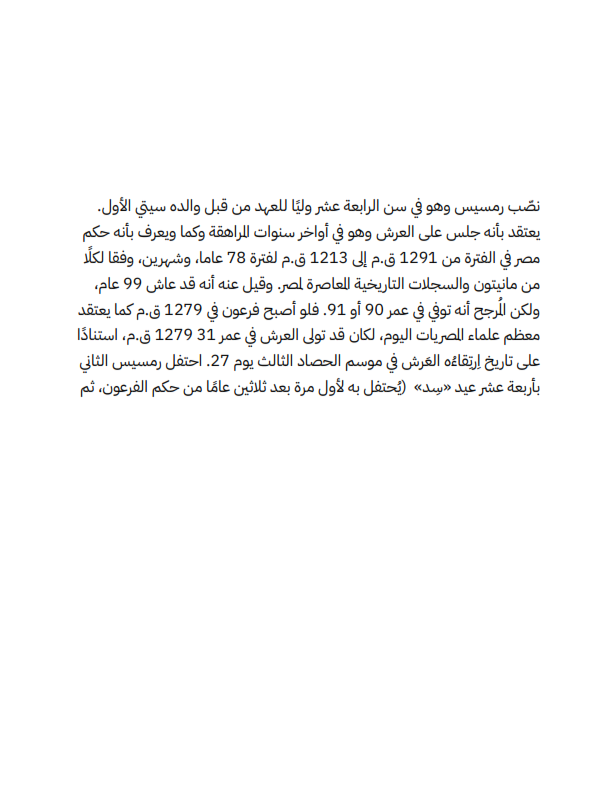 نصّب رمسيس وهو في سن الرابعة عشر وليًا للعهد من قبل والده سيتي الأول.
يعتقد بأنه جلس على العرش وهو في أواخر سنوات المراهقة وكما ويعرف بأنه حكم
مصر في الفترة من 1291 ق.م إلى 1213 ق.م لفترة 78 عاما، وشهرين، وفقا لكلًا
من مانيتون والسجلات التاريخية المعاصرة لمصر. وقيل عنه أنه قد عاش 99 عام،
ولكن المُرجح أنه توفي في عمر 90 أو 91. فلو أصبح فرعون في 1279 ق.م كما يعتقد
معظم علماء المصريات اليوم، لكان قد تولى العرش في عمر 31 1279 ق.م، استنادًا
على تاريخ اِرتِقاءُه العَرش في موسم الحصاد الثالث يوم 27. احتفل رمسيس الثاني
بأربعة عشر عيد «سِد» (يُحتفل به لأول مرة بعد ثلاثين عامًا من حكم الفرعون، ثم